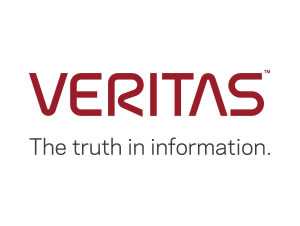 VERITAS™
The truth in information.